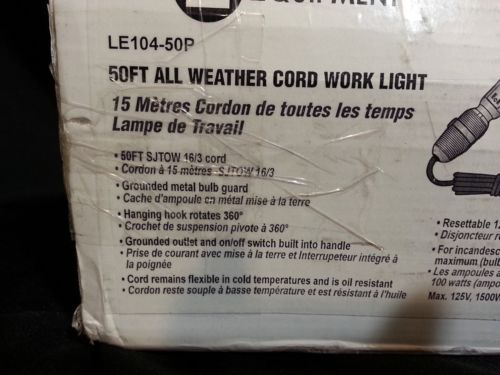 EQUIPMENT
LE104-50P
50FT ALL WEATHER CORD WORK LIGHT
15 Mètres Cordon de toutes les temps
Lampe de Travail
• 50FT SJTOW 16/3 cord
• Cordon à 15 mètres SJTOW 16/3
• Grounded metal bulb guard
• Cache d'ampoule en métal mise à la terre
• Hanging hook rotates 360°
• Crochet de suspension pivote à 360°
• Grounded outlet and on/off switch built into handle
• Prise de courant avec mise à la terre et Interrupteur intégré à
la poignée
• Cord remains flexible in cold temperatures and is oil resistant
• Cordon reste souple à basse température et est résistant à l'huile
• Resettable 12
• Disjoncteur
• For incandesc
maximum (bul
• Les ampoules
100 watts (ampo
Max. 125V, 1500W